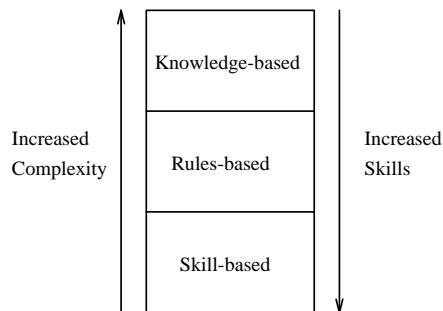 Knowledge-based
Increased
Complexity
Rules-based
Increased
Skills
Skill-based